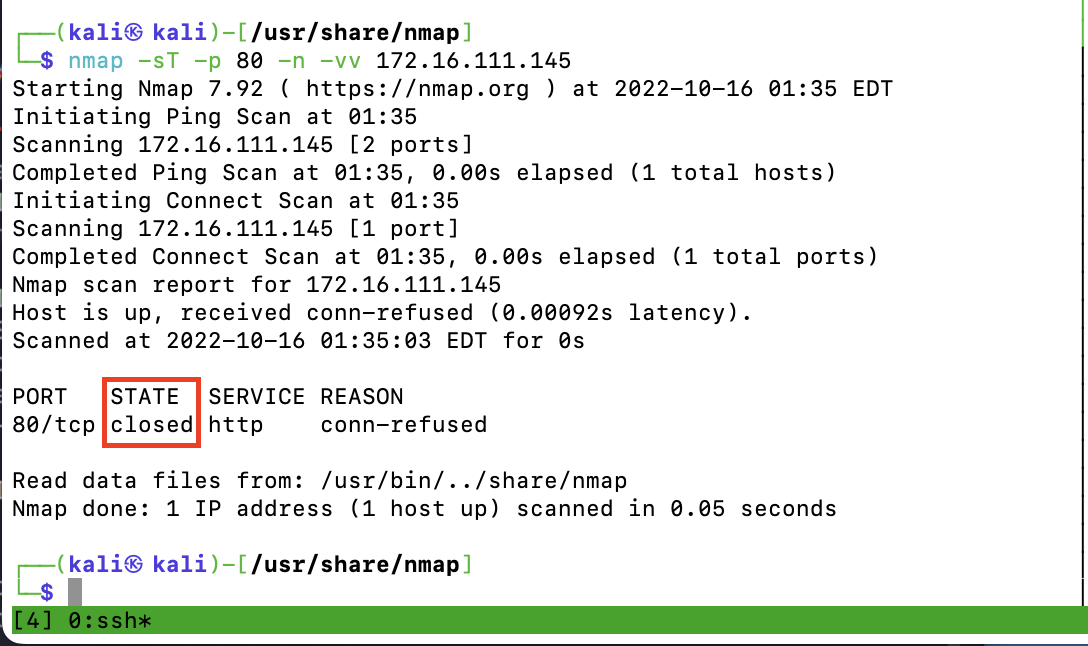 ┌──(kali㉿ kali)-[/usr/share/nmap]
└─$ nmap -sT -p 80 -n -vv 172.16.111.145
Starting Nmap 7.92 ( https://nmap.org ) at 2022-10-16 01:35 EDT
Initiating Ping Scan at 01:35
Scanning 172.16.111.145 [2 ports]
Completed Ping Scan at 01:35, 0.00s elapsed (1 total hosts)
Initiating Connect Scan at 01:35
Scanning 172.16.111.145 [1 port]
Completed Connect Scan at 01:35, 0.00s elapsed (1 total ports)
Nmap scan report for 172.16.111.145
Host is up, received conn-refused (0.00092s latency).
Scanned at 2022-10-16 01:35:03 EDT for 0s
PORT   STATE  SERVICE REASON
80/tcp closed http    conn-refused
Read data files from: /usr/bin/../share/nmap
Nmap done: 1 IP address (1 host up) scanned in 0.05 seconds
┌──(kali㉿ kali)-[/usr/share/nmap]
└─$
[4] 0:ssh*